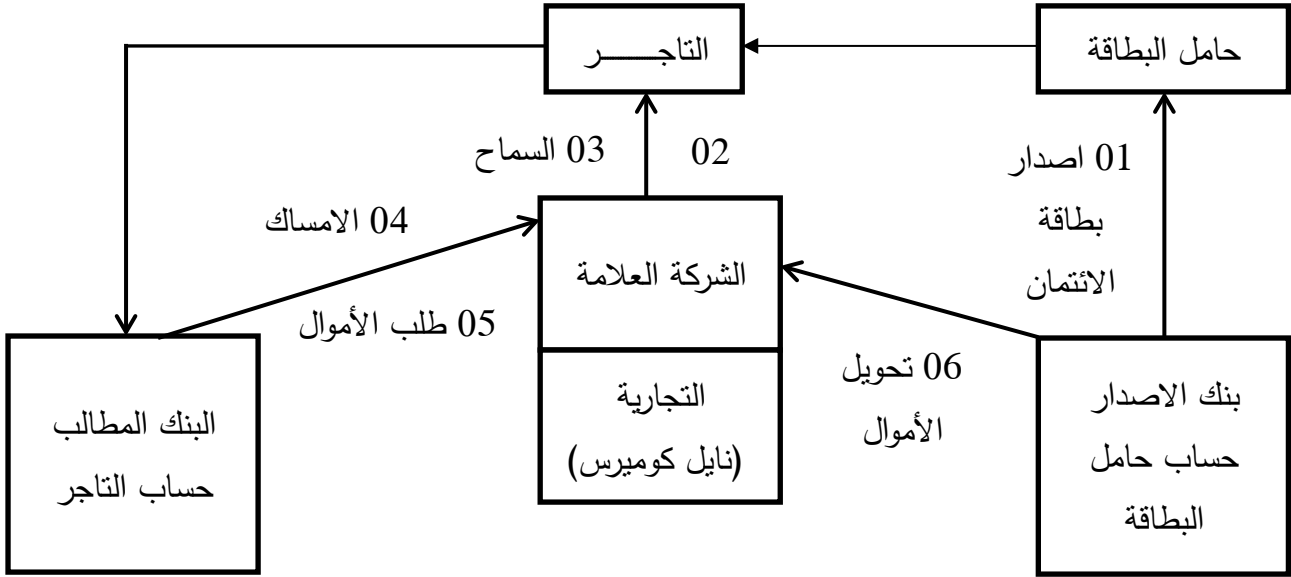 حامل البطاقة
التاجـــــــر
01 اصدار
بطاقة
الائتمان
02
03 السماح
04 الامساك
05 طلب الأموال
الشركة العلامة
التجارية
(نايل كوميرس)
06 تحويل
الأموال
بنك الاصدار
حساب حامل
البطاقة
البنك المطالب
حساب التاجر